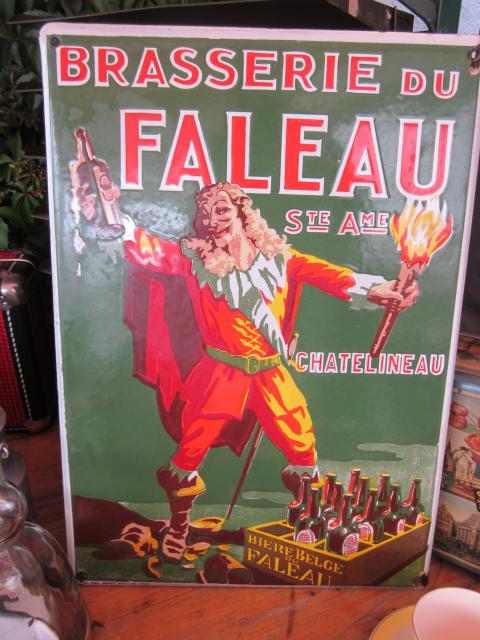 BRASSERIE DU
FALEAU
STE AME
CHATELINEAU
BIERE BELGE
FALEAU